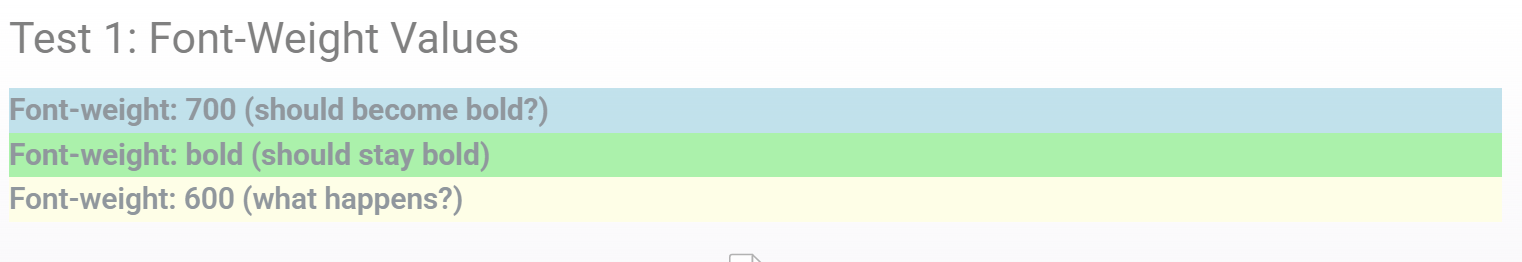 Test 1: Font-Weight Values
Font-weight: 700 (should become bold?)
Font-weight: bold (should stay bold)
Font-weight: 600 (what happens?)